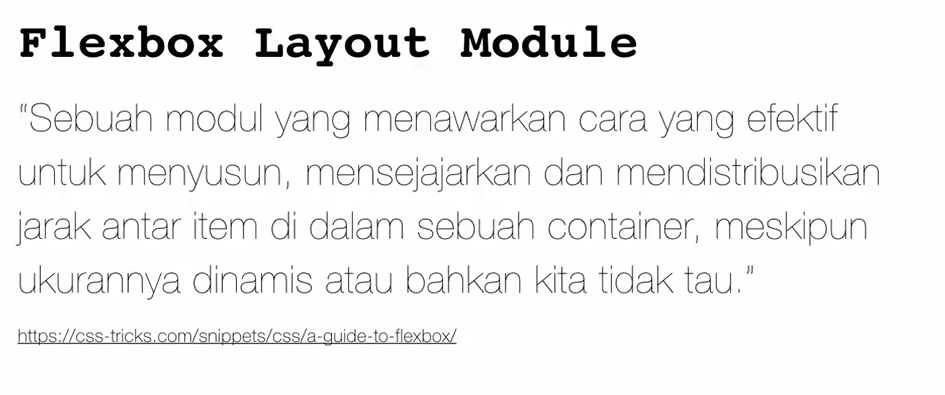 Flexbox Layout Module
“Sebuah modul yang menawarkan cara yang efektif
untuk menyusun, mensejajarkan dan mendistribusikan
jarak antar item di dalam sebuah container, meskipun
ukurannya dinamis atau bahkan kita tidak tau.”
https://css-tricks.com/snippets/css/a-guide-to-flexbox/